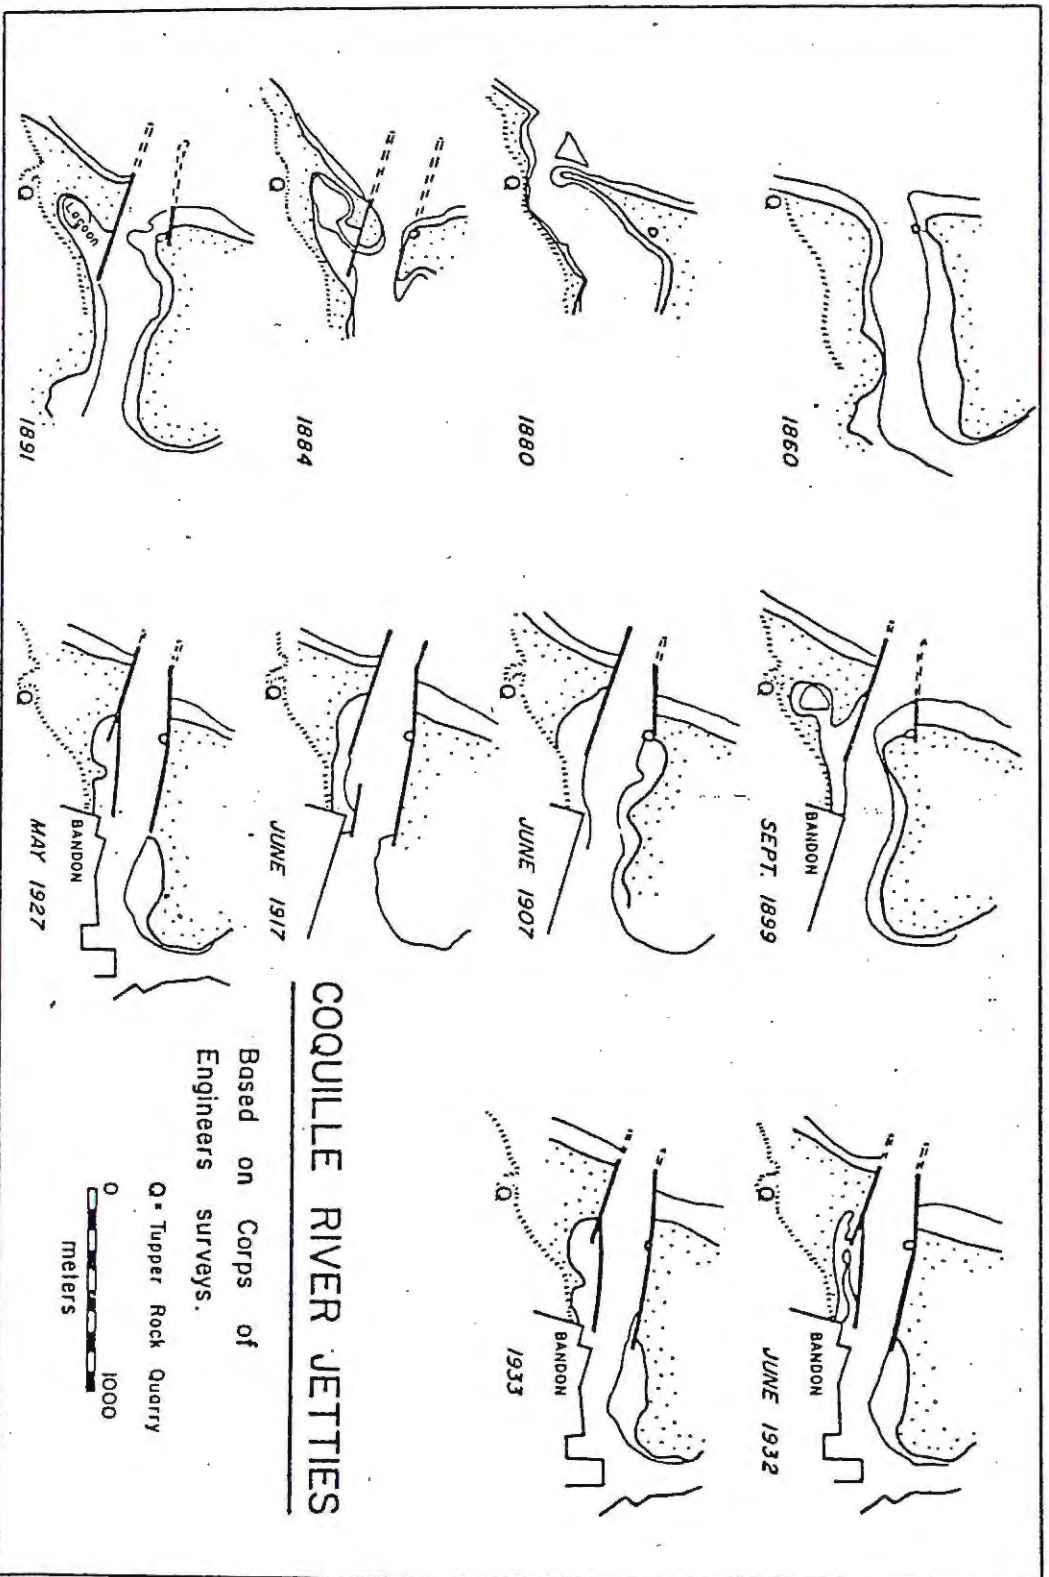 Q
1860
Q
1880
Q
1884
Lagoon
Q
1891
Q
BANDON
SEPT. 1899
Q
JUNE 1907
Q
JUNE 1917
Q
BANDON
MAY 1927
Q
BANDON
JUNE 1932
Q
BANDON
1933
COQUILLE RIVER JETTIES
Based on Corps of
Engineers surveys.
Q = Tupper Rock Quarry
0 1000
meters